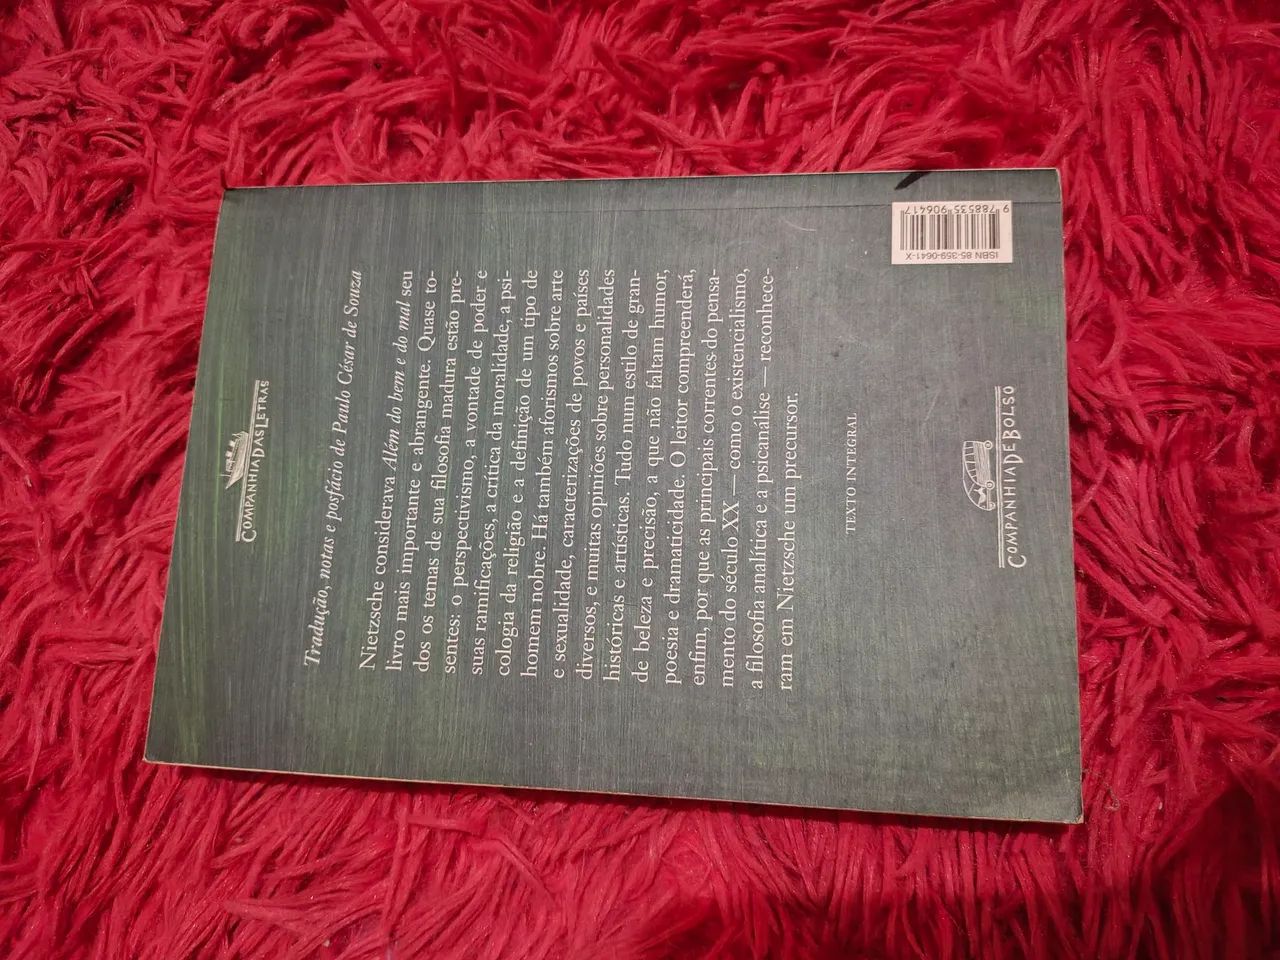 COMPANHIA DAS LETRAS
Tradução, notas e posfácio de Paulo César de Souza
Nietzsche considerava Além do bem e do mal seu
livro mais importante e abrangente. Quase to-
dos os temas de sua filosofia madura estão pre-
sentes: o perspectivismo, a vontade de poder e
suas ramificações, a crítica da moralidade, a psi-
cologia da religião e a definição de um tipo de
homem nobre. Há também aforismos sobre arte
e sexualidade, caracterizações de povos e países
diversos, e muitas opiniões sobre personalidades
históricas e artísticas. Tudo num estilo de gran-
de beleza e precisão, a que não faltam humor,
poesia e dramaticidade. O leitor compreenderá,
enfim, por que as principais correntes do pensa-
mento do século XX — como o existencialismo,
a filosofia analítica e a psicanálise — reconhece-
ram em Nietzsche um precursor.
TEXTO INTEGRAL
COMPANHIA DE BOLSO
ISBN 85-359-0641-X
9 788535 906417